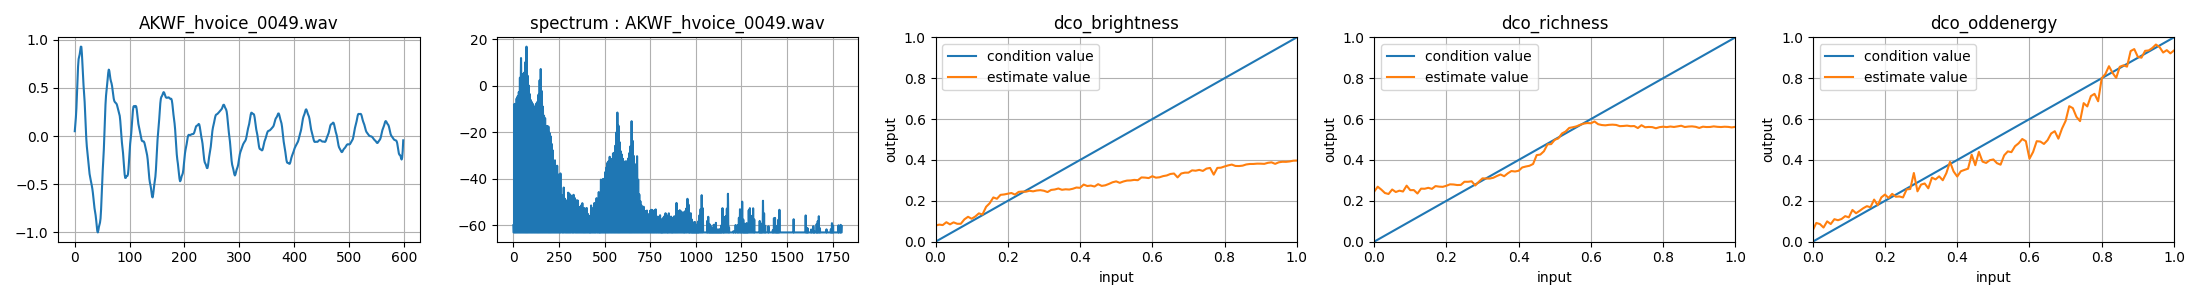 AKWF_hvoice_0049.wav
1.0
0.5
0.0
−0.5
−1.0
0 100 200 300 400 500 600
spectrum : AKWF_hvoice_0049.wav
20
0
−20
−40
−60
0 250 500 750 1000 1250 1500 1750
dco_brightness
condition value
estimate value
output
1.0
0.8
0.6
0.4
0.2
0.0
0.0 0.2 0.4 0.6 0.8 1.0
input
dco_richness
condition value
estimate value
output
1.0
0.8
0.6
0.4
0.2
0.0
0.0 0.2 0.4 0.6 0.8 1.0
input
dco_oddenergy
condition value
estimate value
output
1.0
0.8
0.6
0.4
0.2
0.0
0.0 0.2 0.4 0.6 0.8 1.0
input